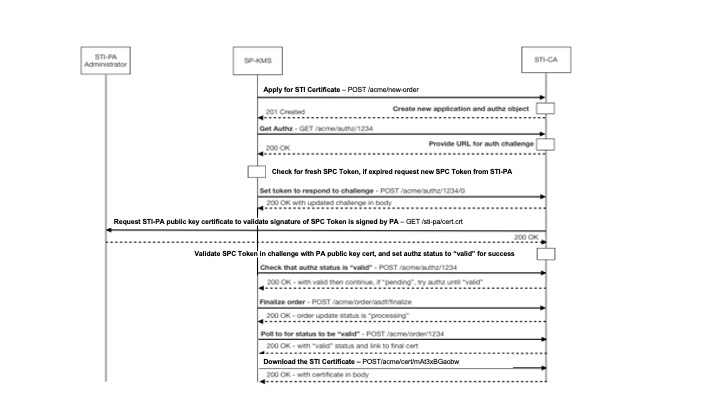 STI-PA
Administrator
SP-KMS
STI-CA
Apply for STI Certificate – POST /acme/new-order
Create new application and authz object
201 Created
Get Authz - GET /acme/authz/1234
Provide URL for auth challenge
200 OK
Check for fresh SPC Token, if expired request new SPC Token from STI-PA
Set token to respond to challenge - POST /acme/authz/1234/0
200 OK with updated challenge in body
Request STI-PA public key certificate to validate signature of SPC Token is signed by PA – GET /sti-pa/cert.crt
200 OK
Validate SPC Token in challenge with PA public key cert, and set authz status to “valid” for success
Check that authz status is “valid” - POST /acme/authz/1234
200 OK - with valid then continue, if “pending”, try authz until “valid”
Finalize order - POST /acme/order/asdf/finalize
200 OK - order update status is “processing”
Poll to for status to be “valid” - POST /acme/order/1234
200 OK - with “valid” status and link to final cert
Download the STI Certificate – POST/acme/cert/mAt3xBGaobw
200 OK - with certificate in body